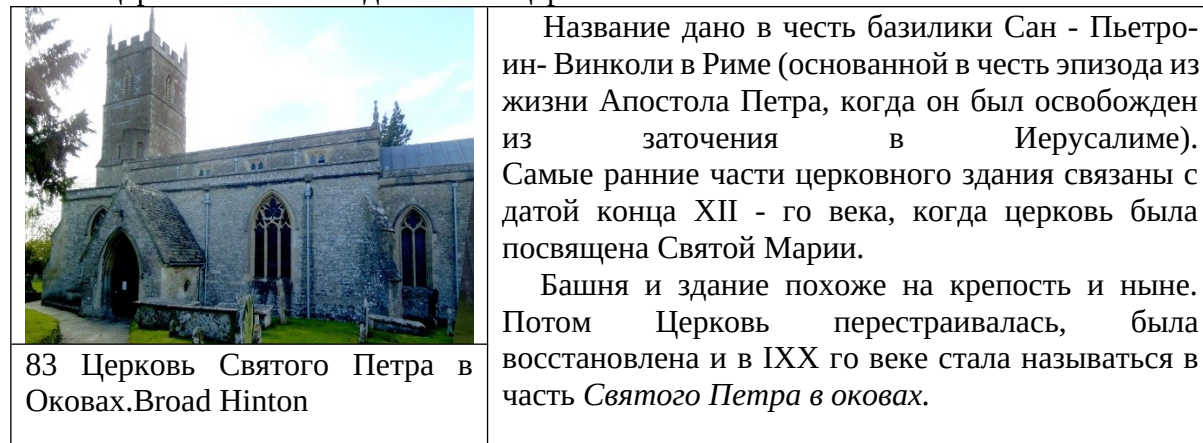 83 Церковь Святого Петра в
Оковах.Broad Hinton
Название дано в честь базилики Сан - Пьетро-
ин- Винколи в Риме (основанной в честь эпизода из
жизни Апостола Петра, когда он был освобожден
из заточения в Иерусалиме).
Самые ранние части церковного здания связаны с
датой конца XII - го века, когда церковь была
посвящена Святой Марии.
Башня и здание похоже на крепость и ныне.
Потом Церковь перестраивалась, была
восстановлена и в IXX го веке стала называться в
часть Святого Петра в оковах.